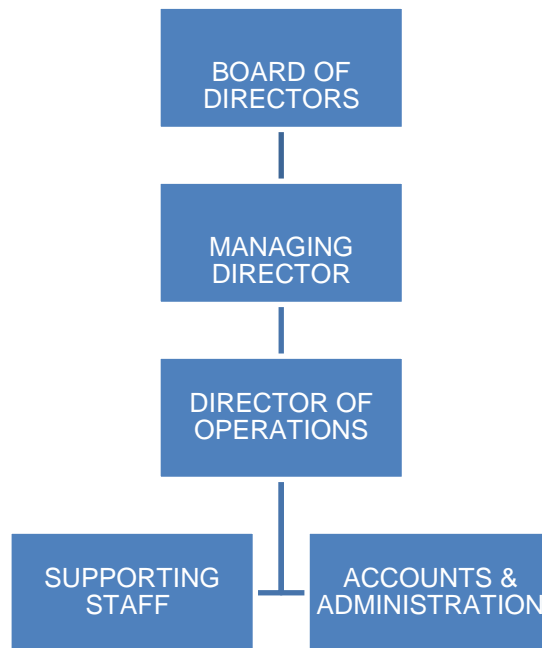 BOARD OF
DIRECTORS
MANAGING
DIRECTOR
DIRECTOR OF
OPERATIONS
SUPPORTING
STAFF
ACCOUNTS &
ADMINISTRATION